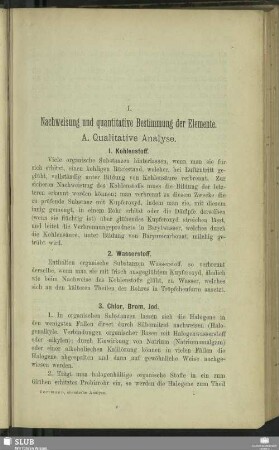 I.
Nachweisung und quantitative Bestimmung der Elemente.
A. Qualitative Analyse.
1. Kohlenstoff.
Viele organische Substanzen hinterlassen, wenn man sie für
sich erhitzt, einen kohligen Rückstand, welcher, bei Luftzutritt ge-
glüht, vollständig unter Bildung von Kohlensäure verbrennt. Zur
sicheren Nachweisung des Kohlenstoffs muss die Bildung der letz-
teren erkannt werden können; man verbrennt zu diesem Zwecke die
zu prüfende Substanz mit Kupferoxyd, indem man sie, mit diesem
innig gemengt, in einem Rohr erhitzt oder die Dämpfe derselben
(wenn sie flüchtig ist) über glühendes Kupferoxyd streichen lässt,
und leitet die Verbrennungsproducte in Barytwasser, welches durch
die Kohlensäure, unter Bildung von Baryumcarbonat, milchig ge-
trübt wird.
2. Wasserstoff.
Enthalten organische Substanzen Wasserstoff, so verbrennt
derselbe, wenn man sie mit frisch ausgeglühtem Kupferoxyd, ähnlich
wie beim Nachweise des Kohlenstoffs glüht, zu Wasser, welches
sich an den kälteren Theilen des Rohres in Tröpfchenform ansetzt.
3. Chlor, Brom, Jod.
1. In organischen Substanzen lassen sich die Halogene in
den wenigsten Fällen direct durch Silbernitrat nachweisen (Halo-
genalkyle, Verbindungen organischer Basen mit Halogenwasserstoff
oder -alkylen); durch Einwirkung von Natrium (Natriumamalgam)
oder einer alkoholischen Kalilösung können in vielen Fällen die
Halogene abgespalten und dann auf gewöhnliche Weise nachge-
wiesen werden.
2. Trägt man halogenhaltige organische Stoffe in ein zum
Glühen erhitztes Probirrohr ein, so werden die Halogene zum Theil
SLUB